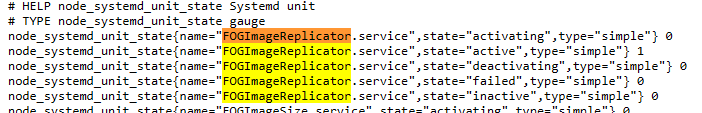 # HELP node_systemd_unit_state Systemd unit
# TYPE node_systemd_unit_state gauge
node_systemd_unit_state{name="FOGImageReplicator.service",state="activating",type="simple"} 0
node_systemd_unit_state{name="FOGImageReplicator.service",state="active",type="simple"} 1
node_systemd_unit_state{name="FOGImageReplicator.service",state="deactivating",type="simple"} 0
node_systemd_unit_state{name="FOGImageReplicator.service",state="failed",type="simple"} 0
node_systemd_unit_state{name="FOGImageReplicator.service",state="inactive",type="simple"} 0
node_systemd_unit_state{name="FOGImageSize.service",state="activating",type="simple"} 0